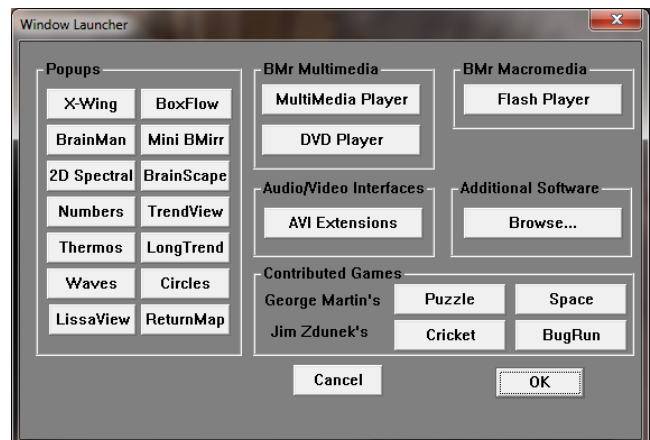 Window Launcher
Popups
X-Wing BoxFlow
BrainMan Mini BMirr
2D Spectral BrainScape
Numbers TrendView
Thermos LongTrend
Waves Circles
LissaView ReturnMap
BMr Multimedia
MultiMedia Player
DVD Player
BMr Macromedia
Flash Player
Audio/Video Interfaces
AVI Extensions
Additional Software
Browse...
Contributed Games
George Martin's Puzzle Space
Jim Zdunek's Cricket BugRun
Cancel OK